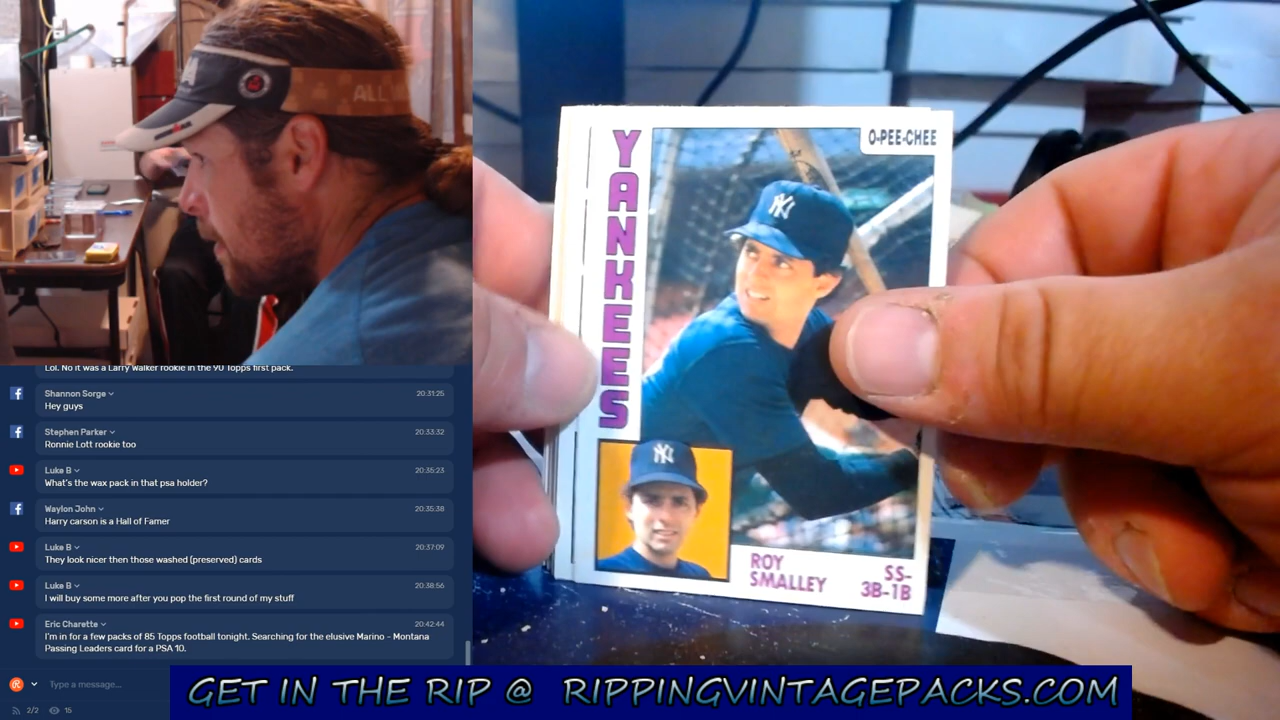 ALL
Lol. No it was a Larry Walker rookie in the 90 Topps first pack.
Shannon Sorge
20:31:25
Hey guys
Stephen Parker
20:33:32
Ronnie Lott rookie too
Luke B
20:35:23
What's the wax pack in that psa holder?
Waylon John
20:35:38
Harry carson is a Hall of Famer
Luke B
20:37:09
They look nicer then those washed (preserved) cards
Luke B
20:38:56
I will buy some more after you pop the first round of my stuff
Eric Charette
20:42:44
I'm in for a few packs of 85 Topps football tonight. Searching for the elusive Marino - Montana
Passing Leaders card for a PSA 10.
Type a message...
2/2 15
YANKEES
O-PEE-CHEE
NY
NY
ROY
SMALLEY
SS-
3B-1B
GET IN THE RIP @ RIPPINGVINTAGEPACKS.COM